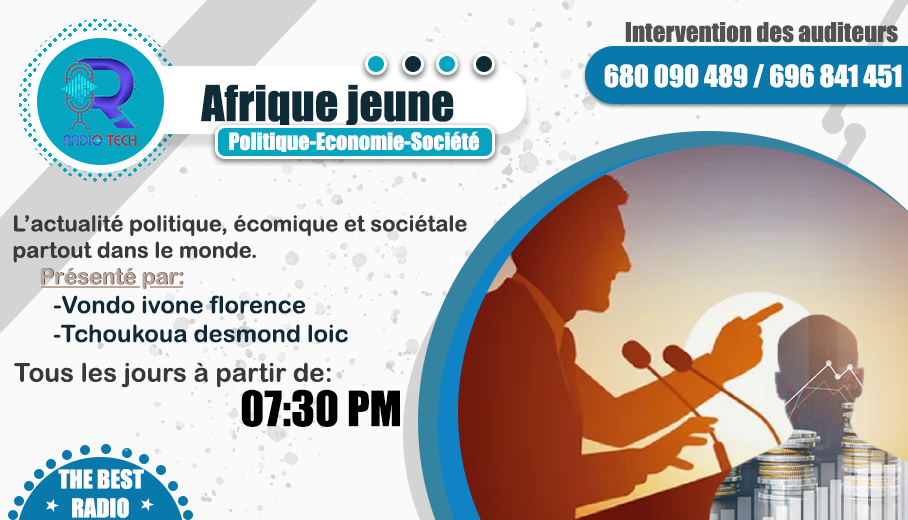 Intervention des auditeurs
680 090 489 / 696 841 451
RADIO TECH.
Afrique jeune
Politique-Economie-Société
L'actualité politique, écomique et sociétale
partout dans le monde.
Présenté par:
-Vondo ivone florence
-Tchoukoua desmond loic
Tous les jours à partir de:
07:30 PM
THE BEST
RADIO